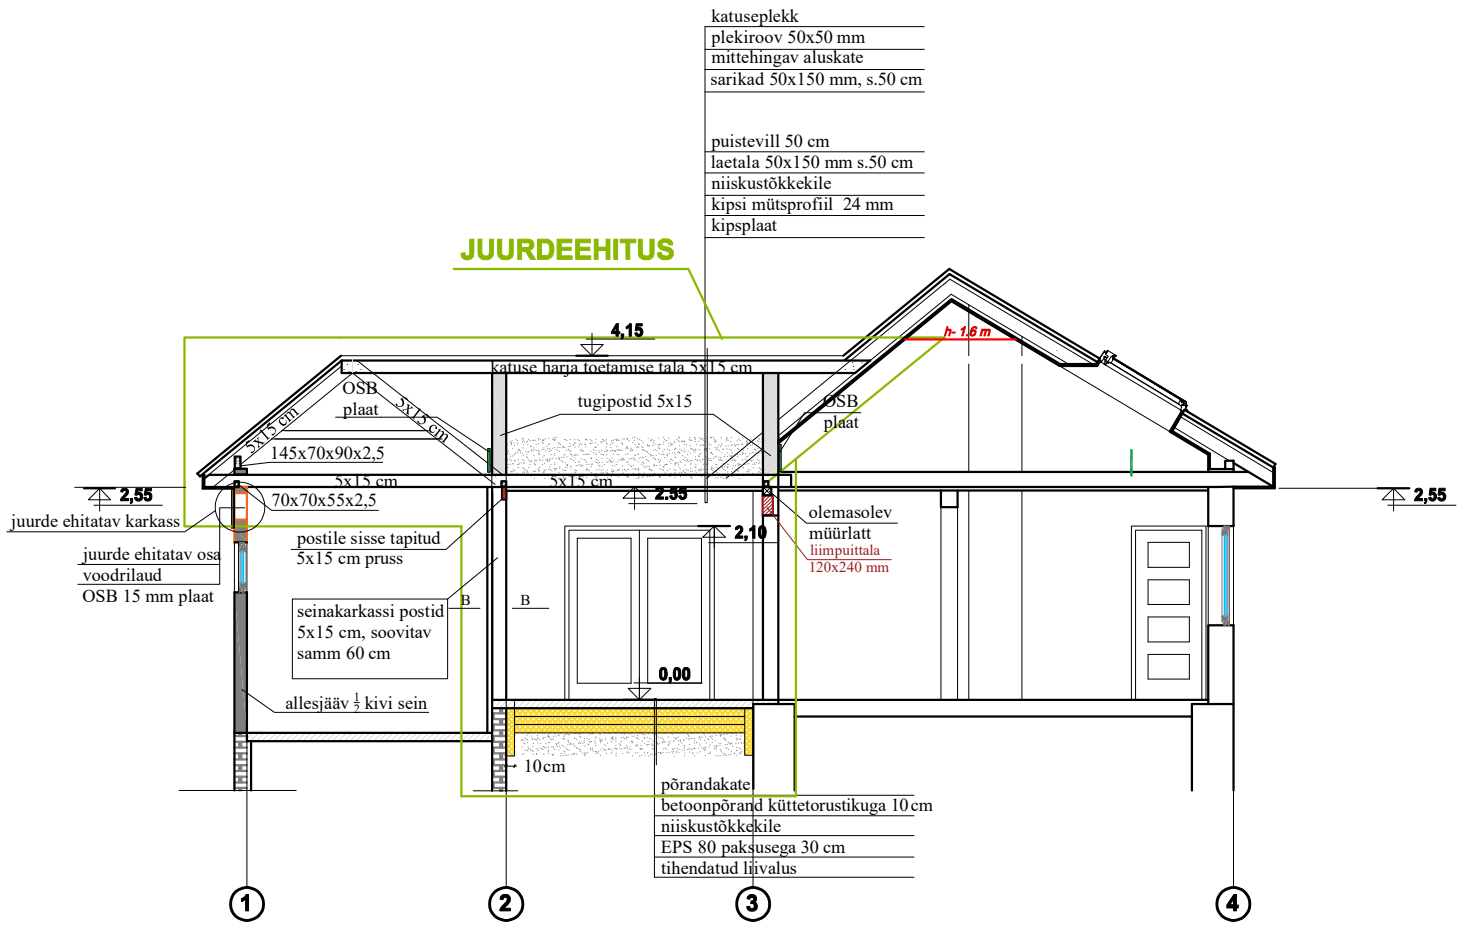 katuseplekk
plekiroov 50x50 mm
mittehingav aluskate
sarikad 50x150 mm, s.50 cm
puistevill 50 cm
laetala 50x150 mm s.50 cm
niiskustõkkekile
kipsi mütsprofiil 24 mm
kipsplaat
JUURDEEHITUS
4,15
h- 1.6 m
katuse harja toetamise tala 5x15 cm
OSB
plaat
5x15 cm
5x15 cm
tugipostid 5x15
OSB
plaat
145x70x90x2,5
5x15 cm
5x15 cm
2,55
70x70x55x2,5
2.55
2,55
juurde ehitatav karkass
olemasolev
müürlatt
2,10
postile sisse tapitud
5x15 cm pruss
liimpuittala
120x240 mm
juurde ehitatav osa
voodrilaud
OSB 15 mm plaat
B
B
seinakarkassi postid
5x15 cm, soovitav
samm 60 cm
0,00
allesjääv ½ kivi sein
10cm
põrandakate
betoonpõrand küttetorustikuga 10cm
niiskustõkkekile
EPS 80 paksusega 30 cm
tihendatud liivalus
1
2
3
4